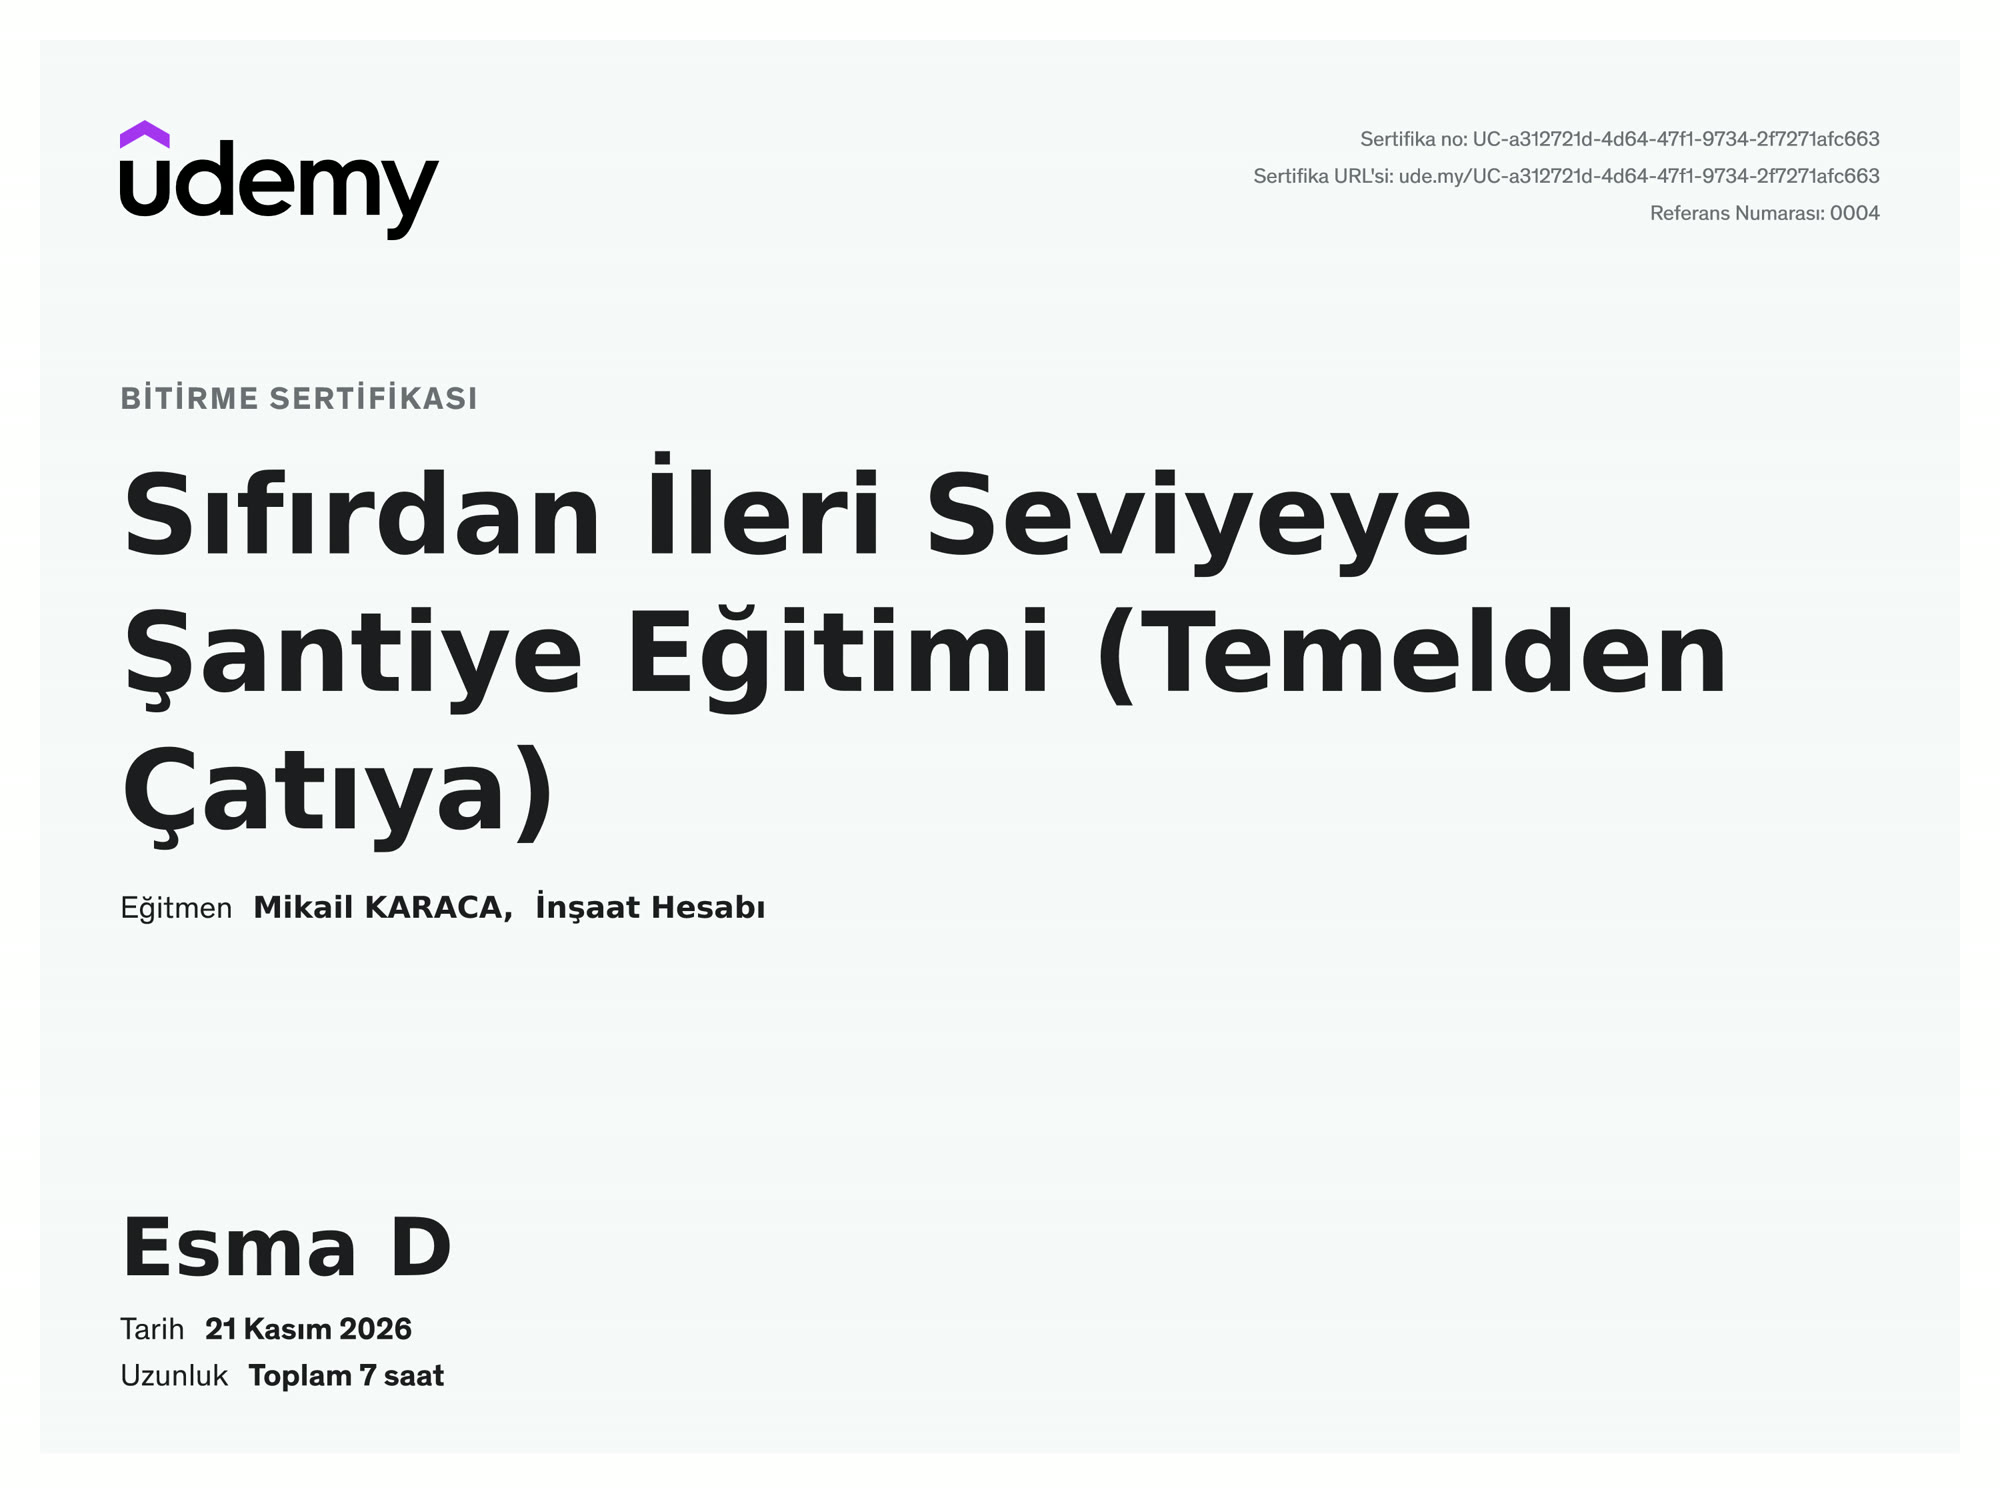 udemy
Sertifika no: UC-a312721d-4d64-47f1-9734-2f7271afc663
Sertifika URL'si: ude.my/UC-a312721d-4d64-47f1-9734-2f7271afc663
Referans Numarası: 0004
BİTİRME SERTİFİKASI
Sıfırdan İleri Seviyeye
Şantiye Eğitimi (Temelden
Çatıya)
Eğitmen Mikail KARACA, İnşaat Hesabı
Esma D
Tarih 21 Kasım 2026
Uzunluk Toplam 7 saat